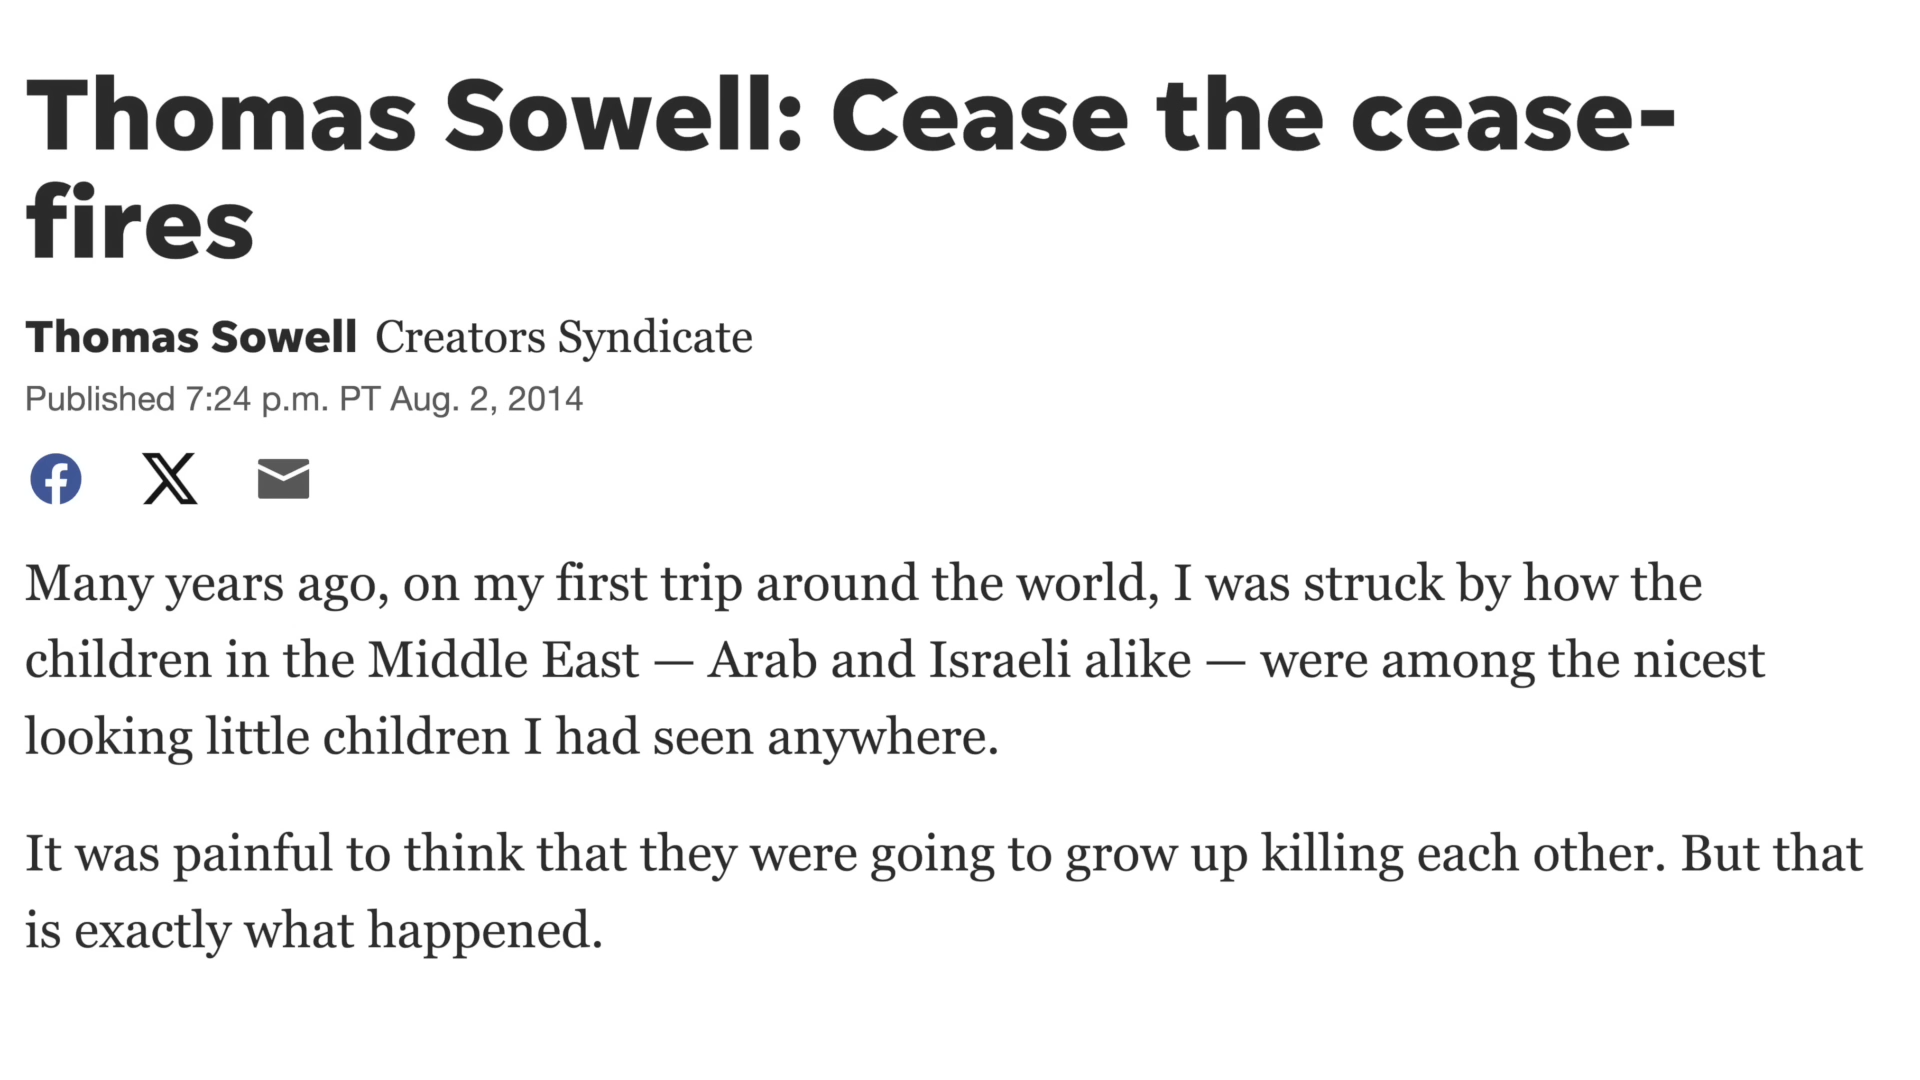 Thomas Sowell: Cease the cease-
fires
Thomas Sowell Creators Syndicate
Published 7:24 p.m. PT Aug. 2, 2014
Many years ago, on my first trip around the world, I was struck by how the
children in the Middle East — Arab and Israeli alike — were among the nicest
looking little children I had seen anywhere.
It was painful to think that they were going to grow up killing each other. But that
is exactly what happened.